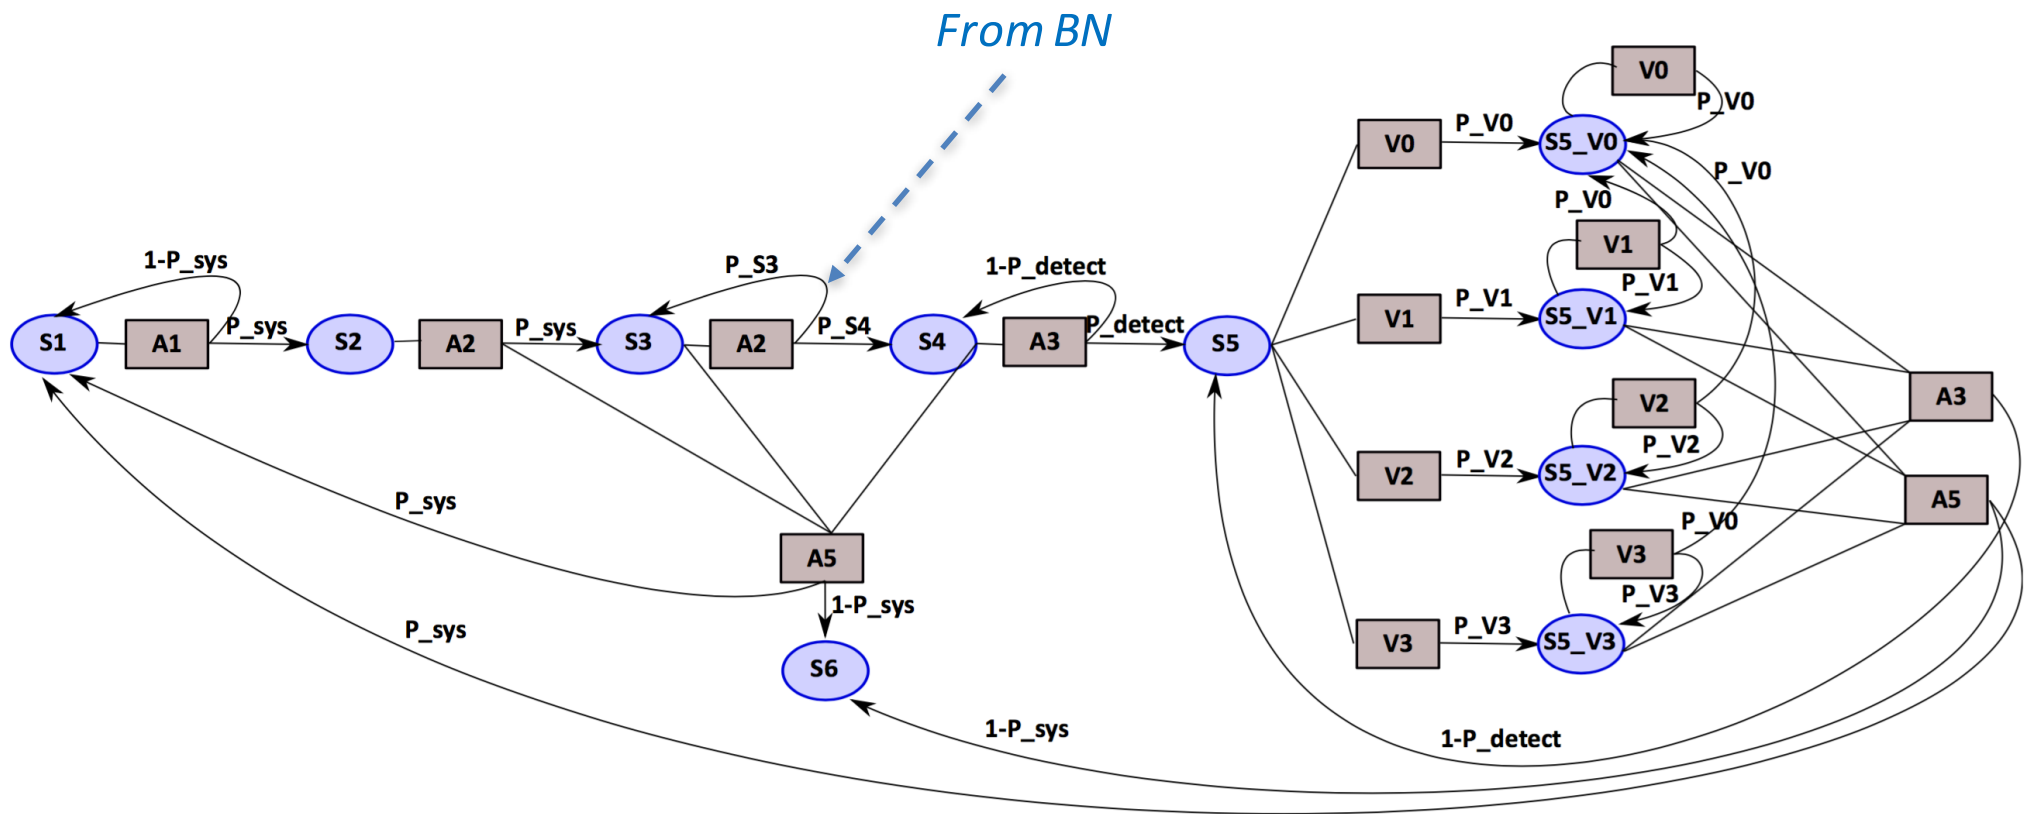 From BN
V0
P_V0
V0
P_V0
S5_V0
P_V0
P_V0
V1
P_V1
1-P_sys
P_S3
1-P_detect
V1
P_V1
S5_V1
S1
A1
P_sys
S2
A2
P_sys
S3
A2
P_S4
S4
A3
P_detect
S5
V2
P_V2
V2
P_V2
S5_V2
A3
A5
P_sys
P_V0
V3
P_V3
A5
1-P_sys
P_sys
V3
P_V3
S5_V3
S6
1-P_sys
1-P_detect